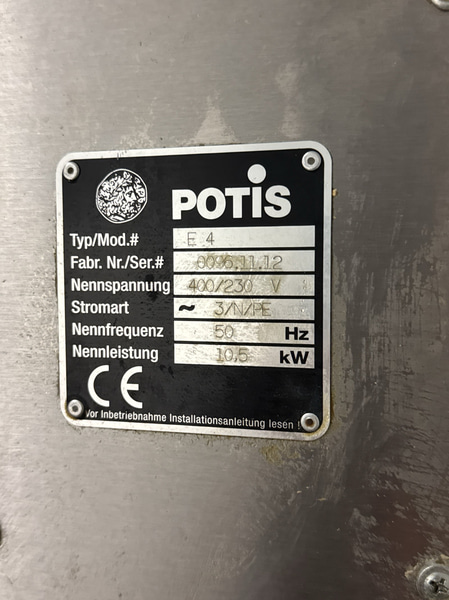 POTIS
Typ/Mod.# E 4
Fabr. Nr./Ser.# 0096.11.12
Nennspannung 400/230 V
Stromart ~ 3/N/PE
Nennfrequenz 50 Hz
Nennleistung 10,5 kW
CE
Vor Inbetriebnahme Installationsanleitung lesen !